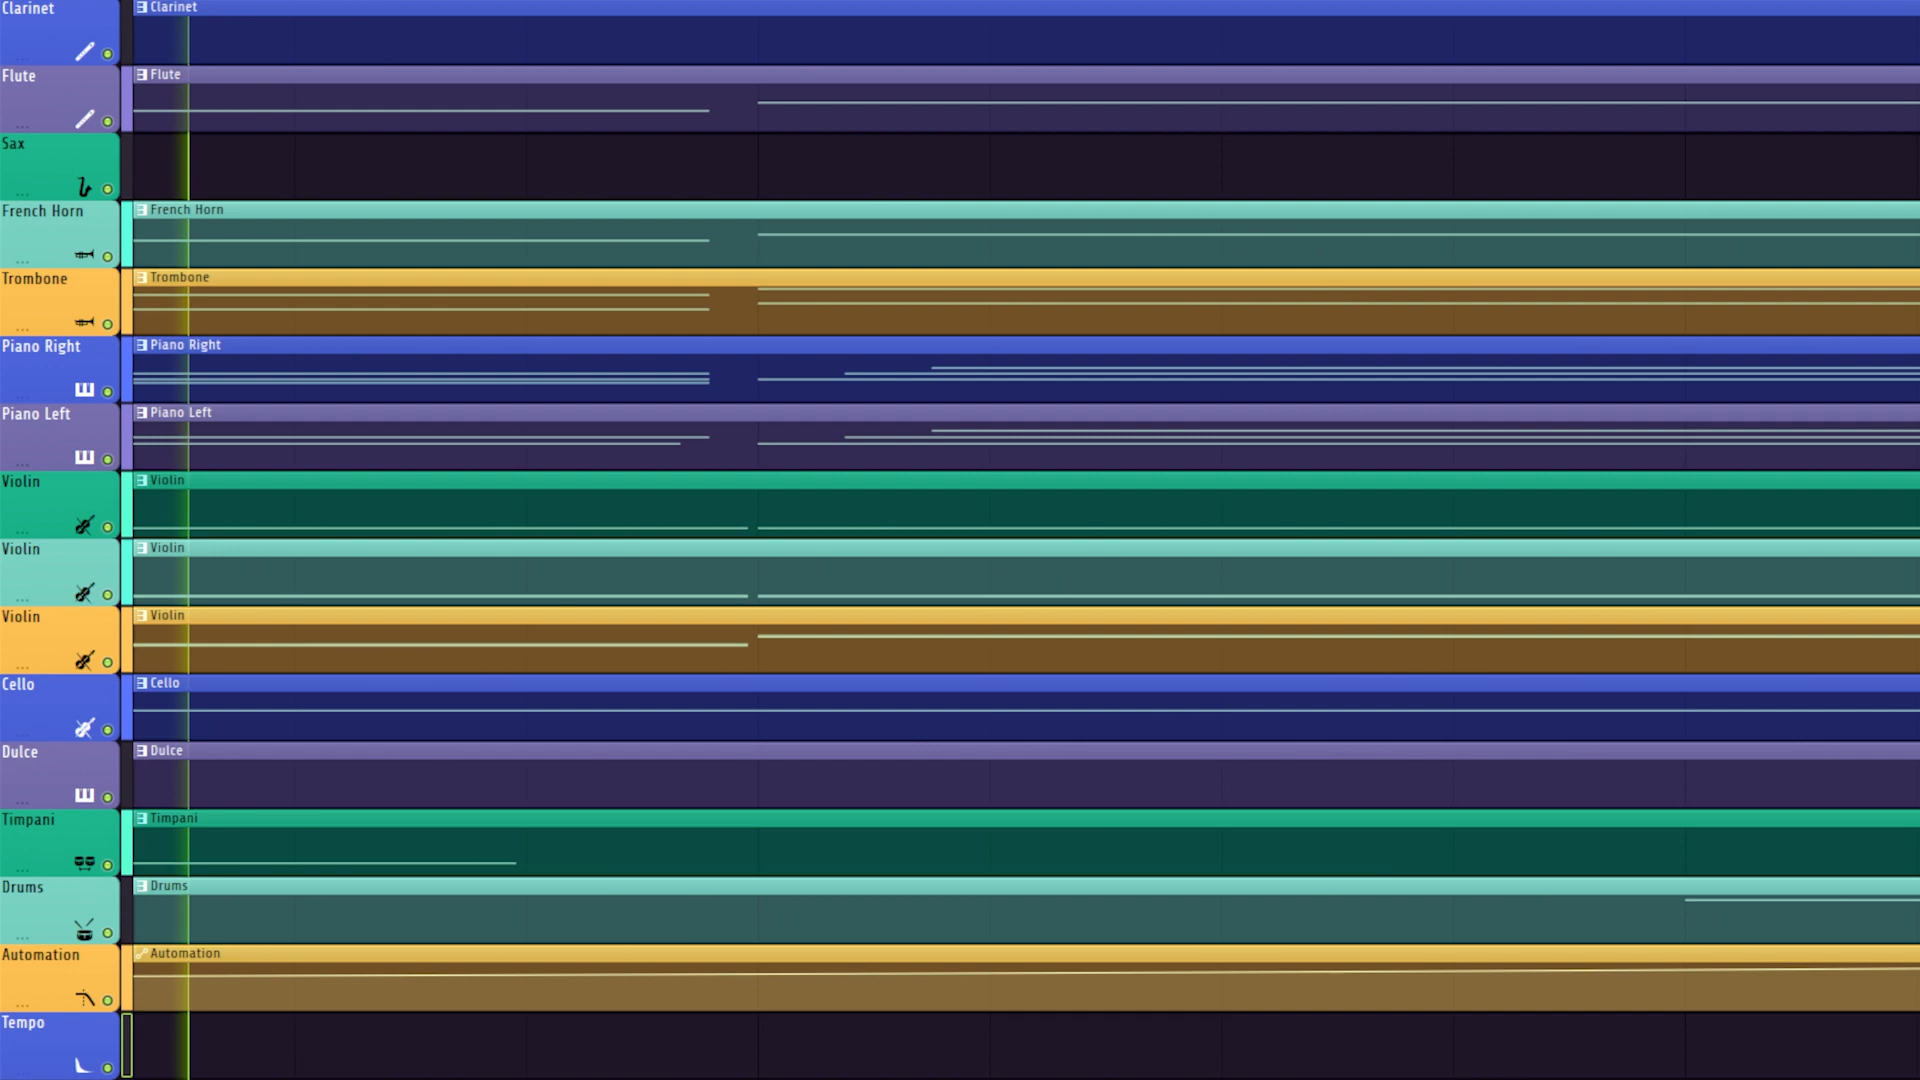 Clarinet
Clarinet
...
Flute
Flute
...
Sax
...
French Horn
French Horn
...
Trombone
Trombone
...
Piano Right
Piano Right
...
Piano Left
Piano Left
...
Violin
Violin
...
Violin
Violin
...
Violin
Violin
...
Cello
Cello
...
Dulce
Dulce
...
Timpani
Timpani
...
Drums
Drums
...
Automation
Automation
...
Tempo
...